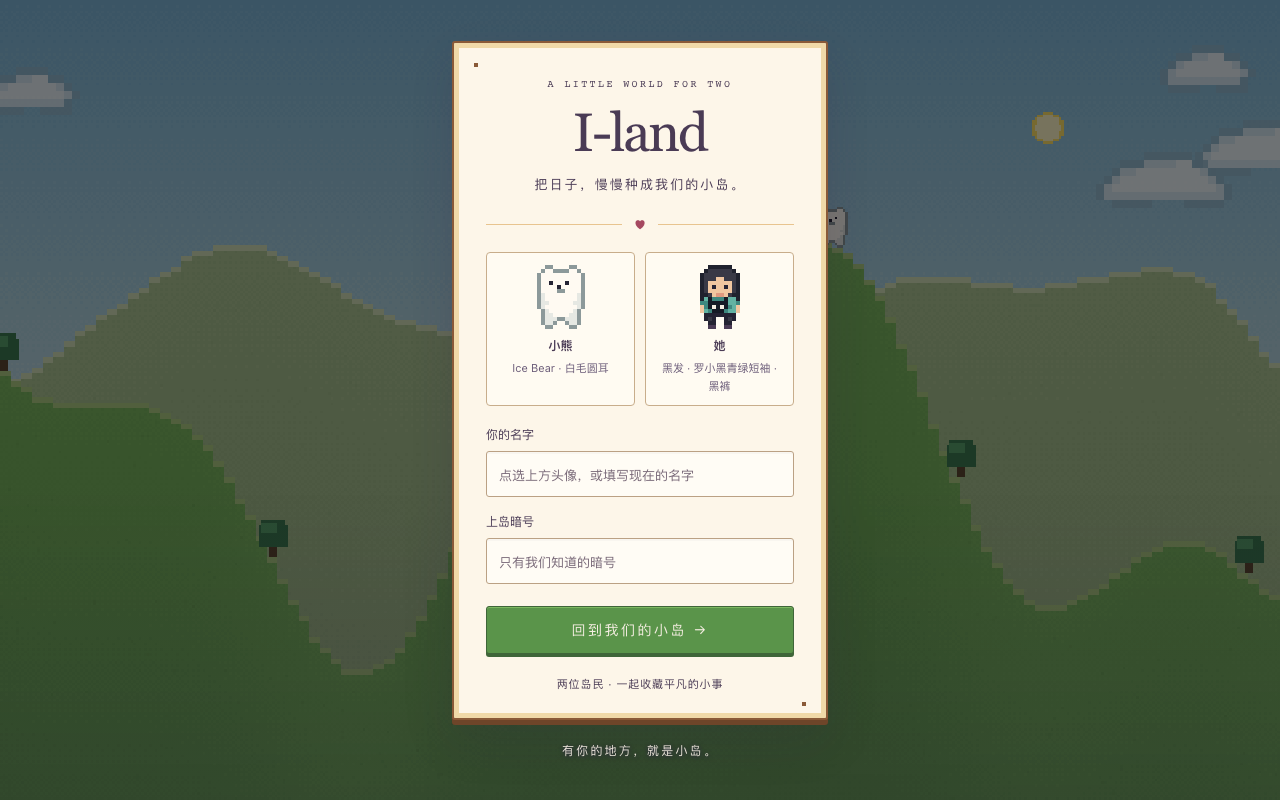 A LITTLE WORLD FOR TWO
I-land
把日子，慢慢种成我们的小岛。
小熊
Ice Bear · 白毛圆耳
她
黑发 · 罗小黑青绿短袖 ·
黑裤
你的名字
点选上方头像，或填写现在的名字
上岛暗号
只有我们知道的暗号
回到我们的小岛 →
两位岛民 · 一起收藏平凡的小事
有你的地方，就是小岛。